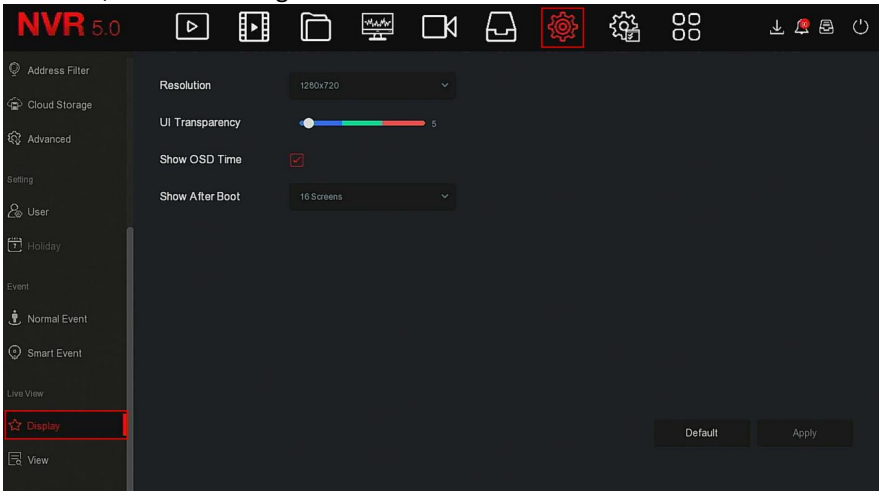 NVR 5.0
Address Filter
Cloud Storage
Advanced
Setting
User
Holiday
Event
Normal Event
Smart Event
Live View
Display
View
Resolution 1280x720
UI Transparency 5
Show OSD Time
Show After Boot 16 Screens
Default Apply